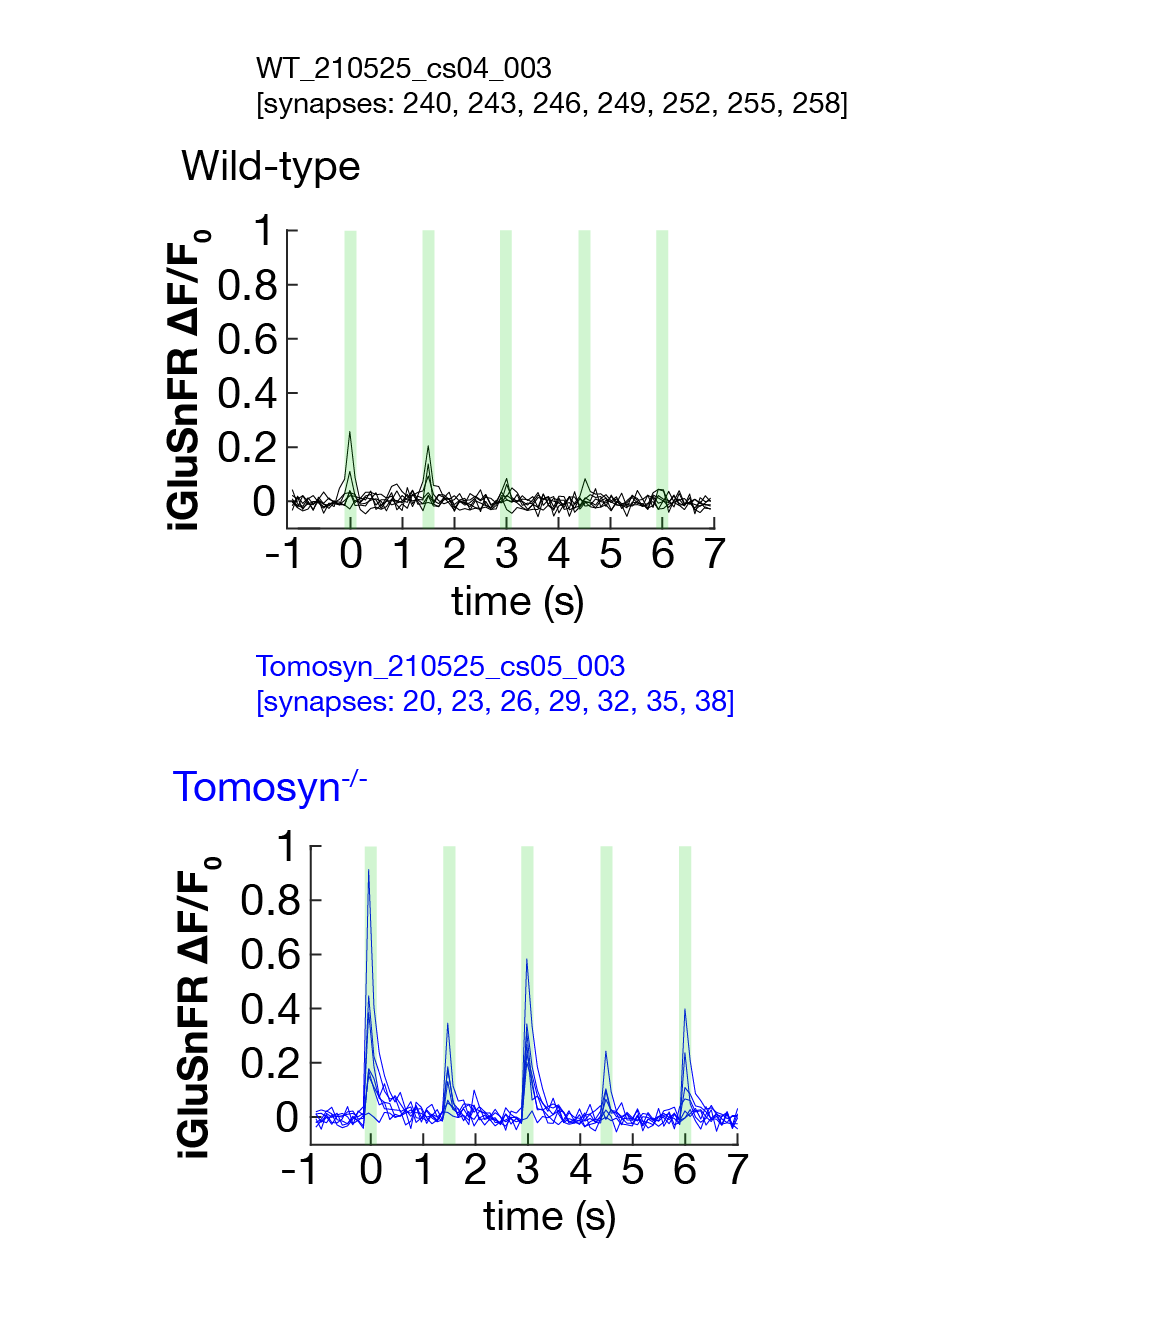 WT_210525_cs04_003
[synapses: 240, 243, 246, 249, 252, 255, 258]
Wild-type
iGluSnFR ΔF/F0
1
0.8
0.6
0.4
0.2
0
-1 0 1 2 3 4 5 6 7
time (s)
Tomosyn_210525_cs05_003
[synapses: 20, 23, 26, 29, 32, 35, 38]
Tomosyn-/-
iGluSnFR ΔF/F0
1
0.8
0.6
0.4
0.2
0
-1 0 1 2 3 4 5 6 7
time (s)